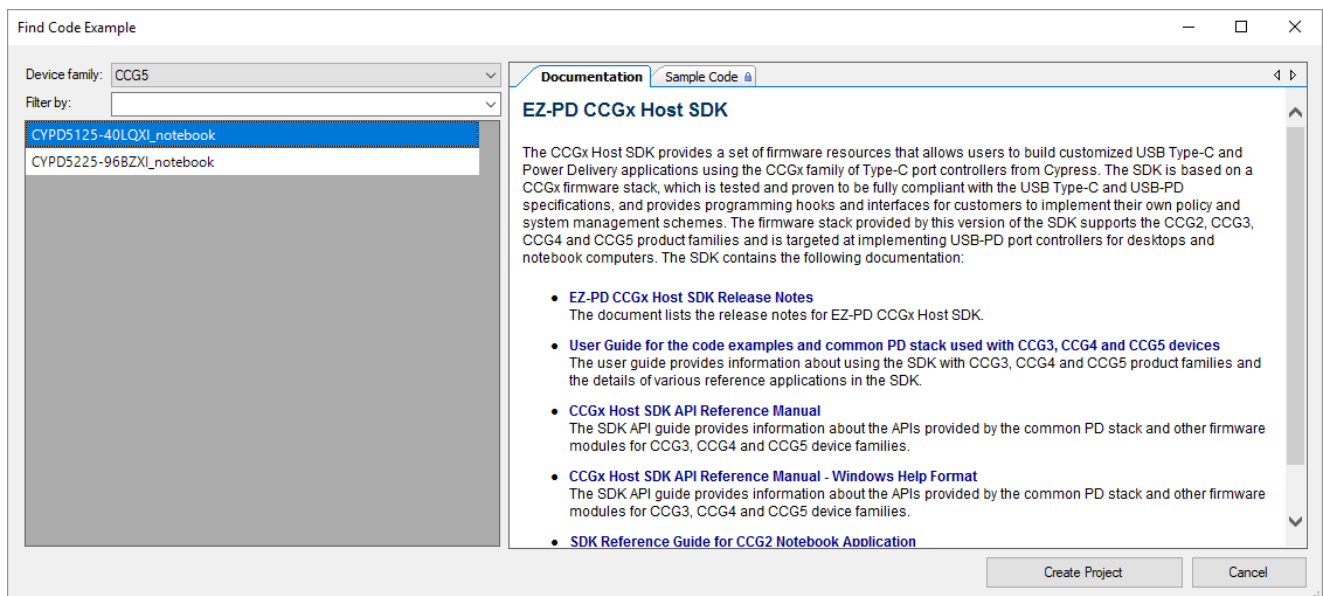 Find Code Example
Device family: CCG5
Filter by:
CYPD5125-40LQXI_notebook
CYPD5225-96BZXI_notebook
Documentation Sample Code
EZ-PD CCGx Host SDK
The CCGx Host SDK provides a set of firmware resources that allows users to build customized USB Type-C and
Power Delivery applications using the CCGx family of Type-C port controllers from Cypress. The SDK is based on a
CCGx firmware stack, which is tested and proven to be fully compliant with the USB Type-C and USB-PD
specifications, and provides programming hooks and interfaces for customers to implement their own policy and
system management schemes. The firmware stack provided by this version of the SDK supports the CCG2, CCG3,
CCG4 and CCG5 product families and is targeted at implementing USB-PD port controllers for desktops and
notebook computers. The SDK contains the following documentation:
• EZ-PD CCGx Host SDK Release Notes
The document lists the release notes for EZ-PD CCGx Host SDK.
• User Guide for the code examples and common PD stack used with CCG3, CCG4 and CCG5 devices
The user guide provides information about using the SDK with CCG3, CCG4 and CCG5 product families and
the details of various reference applications in the SDK.
• CCGx Host SDK API Reference Manual
The SDK API guide provides information about the APIs provided by the common PD stack and other firmware
modules for CCG3, CCG4 and CCG5 device families.
• CCGx Host SDK API Reference Manual - Windows Help Format
The SDK API guide provides information about the APIs provided by the common PD stack and other firmware
modules for CCG3, CCG4 and CCG5 device families.
• SDK Reference Guide for CCG2 Notebook Application
Create Project Cancel